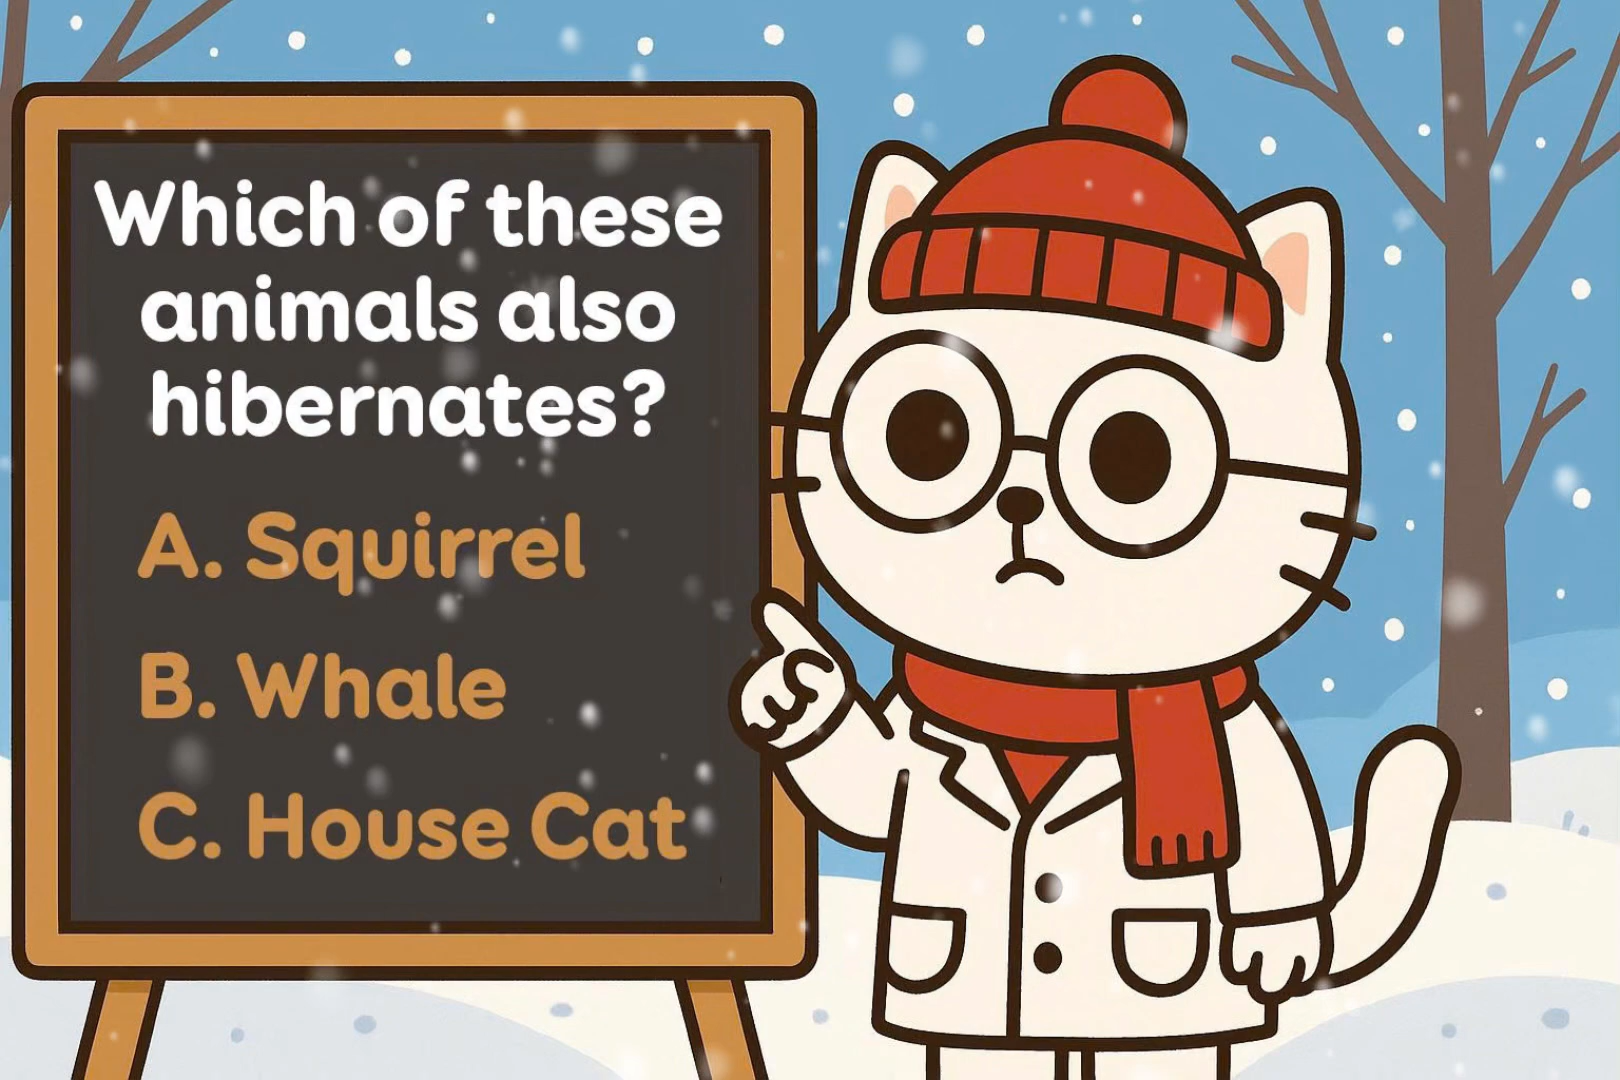 Which of these
animals also
hibernates?
A. Squirrel
B. Whale
C. House Cat